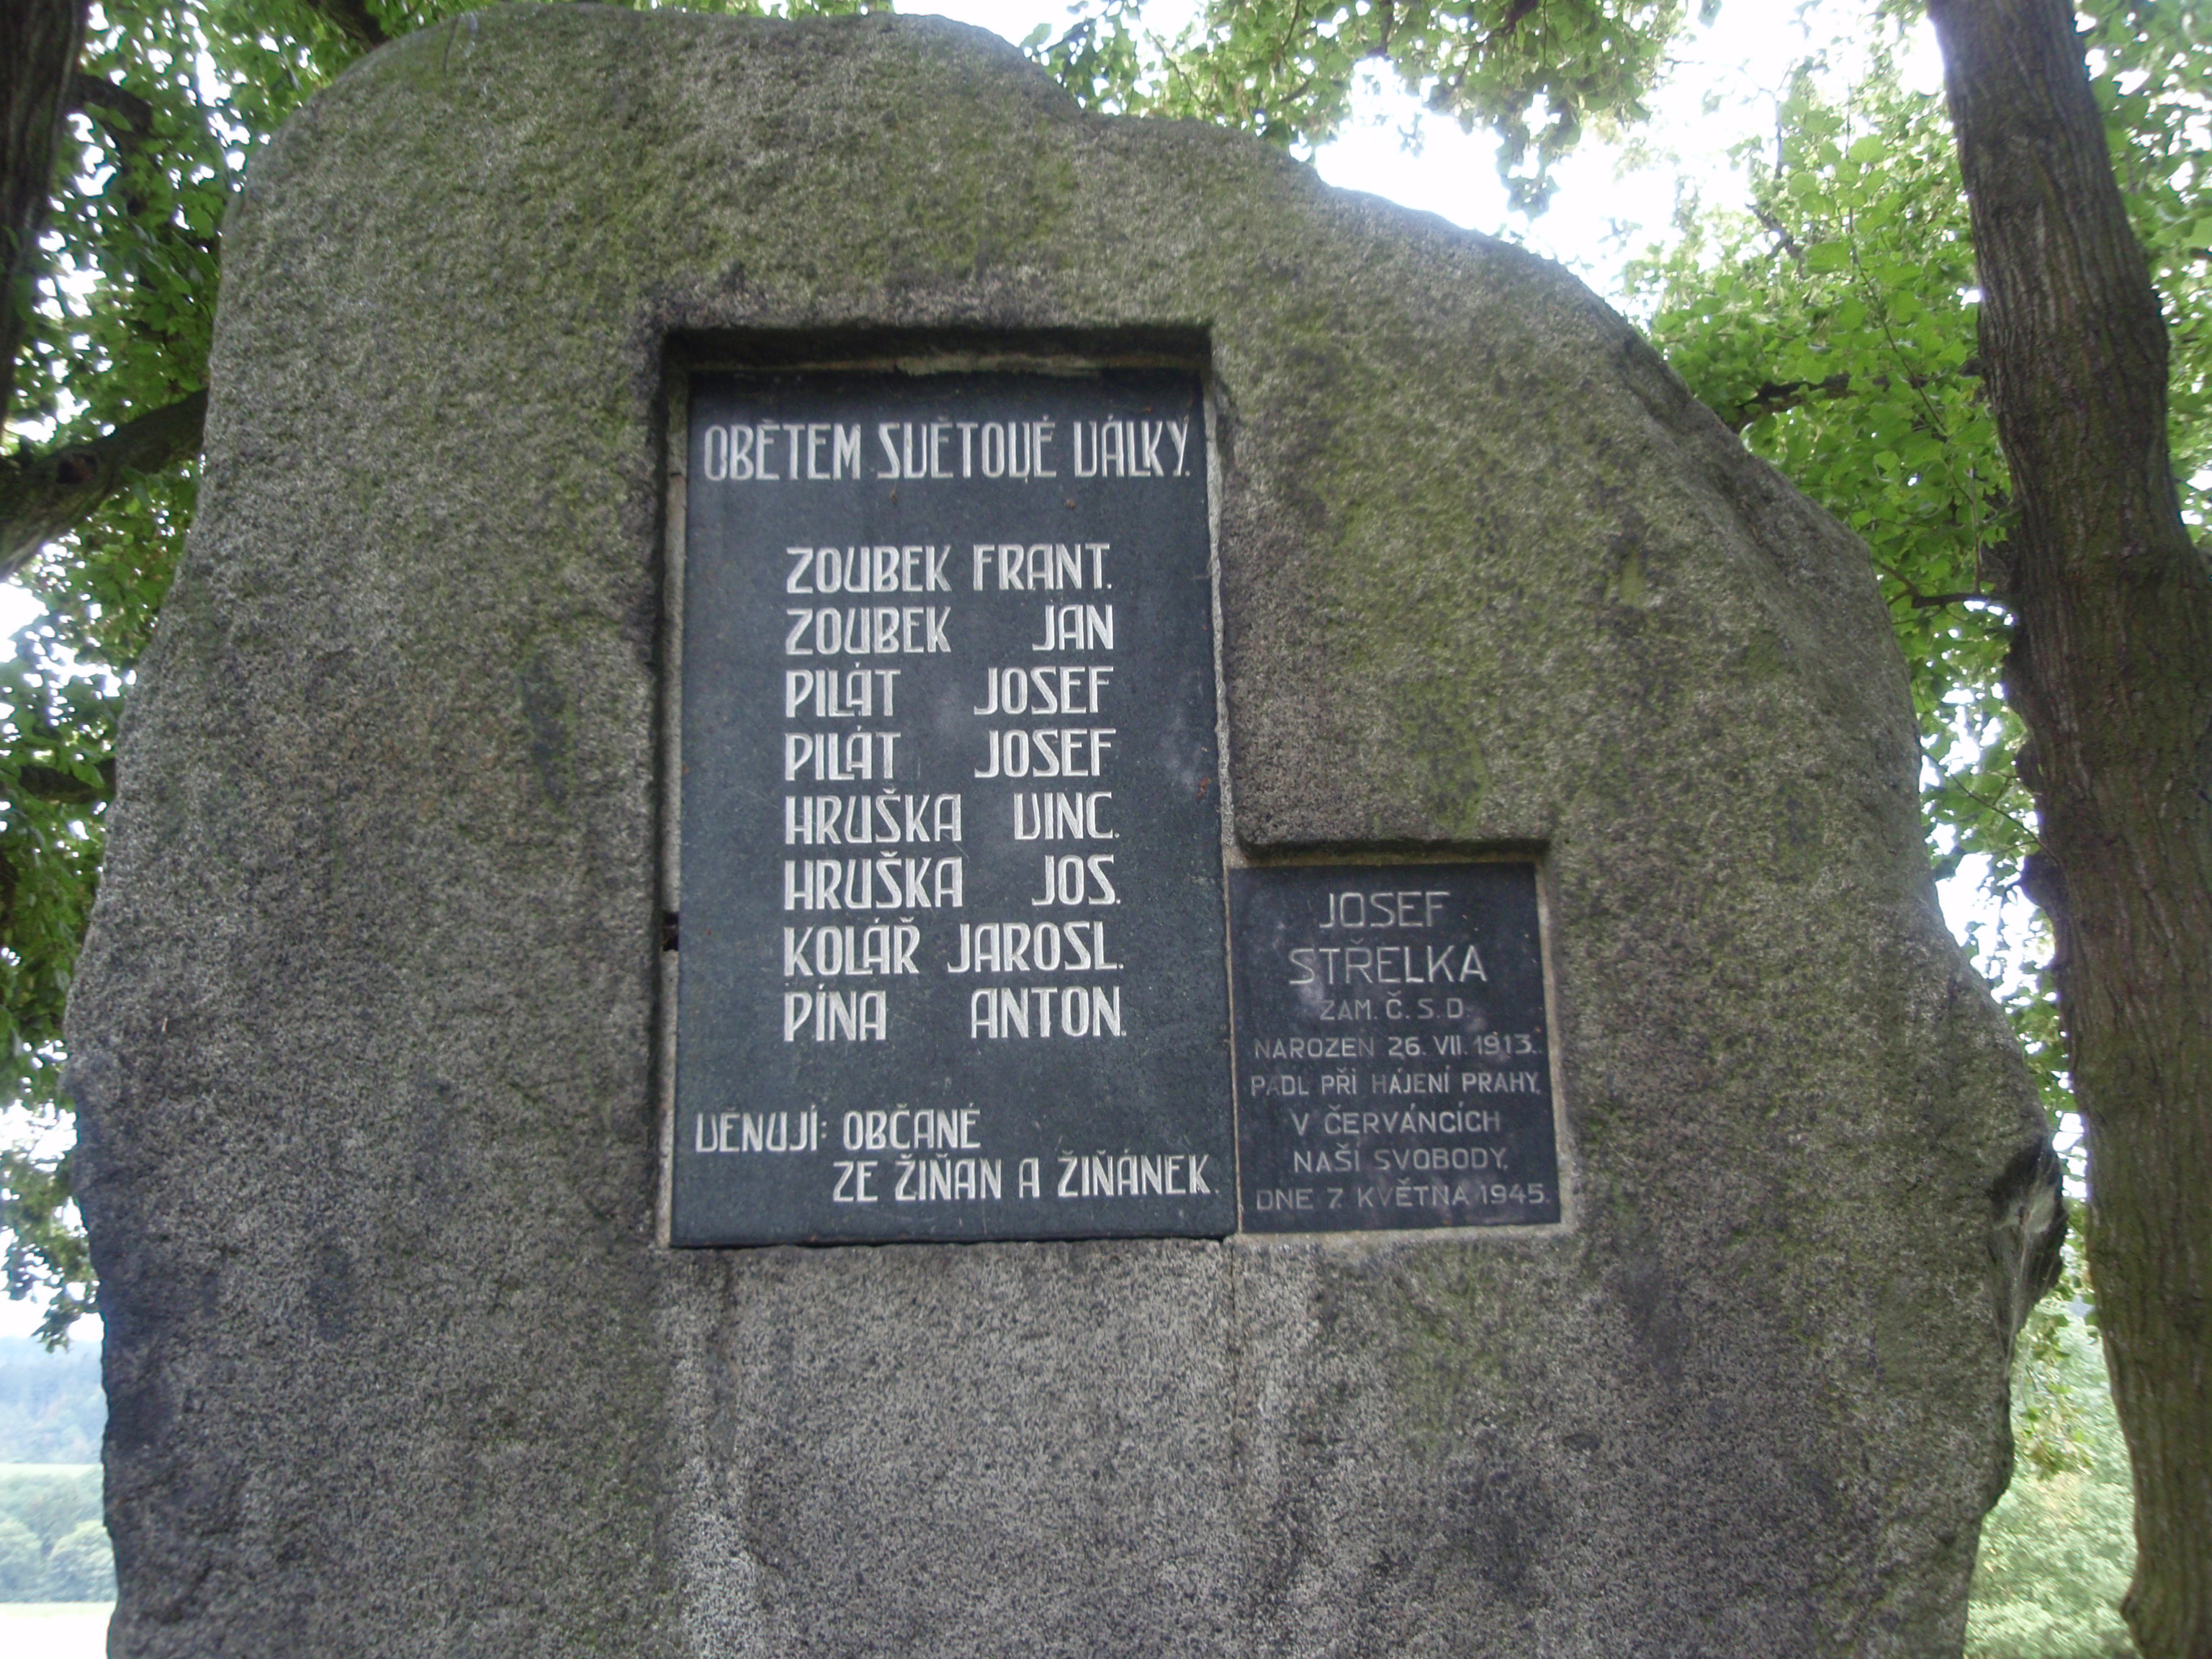 OBĚTEM SVĚTOVÉ VÁLKY.
ZOUBEK FRANT.
ZOUBEK JAN
PILÁT JOSEF
PILÁT JOSEF
HRUŠKA VINC.
HRUŠKA JOS.
KOLÁŘ JAROSL.
PÍNA ANTON.
VĚNUJÍ: OBČANÉ
ZE ŽIŇAN A ŽIŇÁNEK.
JOSEF
STŘELKA
ZAM. Č. S. D.
NAROZEN 26. VII. 1913.
PADL PŘI HÁJENÍ PRAHY,
V ČERVÁNCÍCH
NAŠÍ SVOBODY,
DNE 7. KVĚTNA 1945.